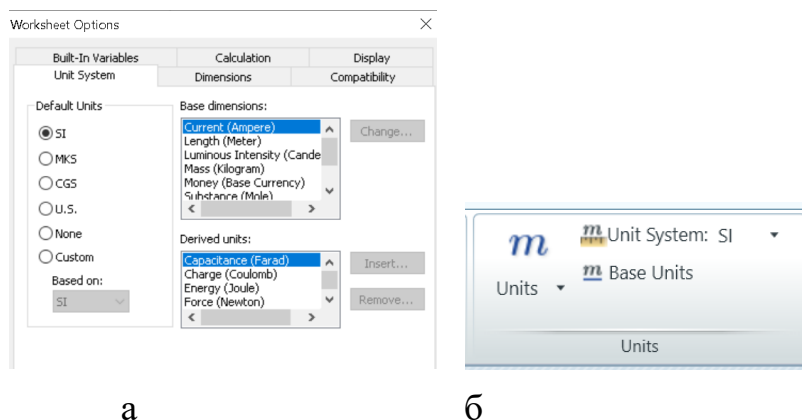 Worksheet Options
Built-In Variables
Calculation
Display
Unit System
Dimensions
Compatibility
Default Units
SI
MKS
CGS
U.S.
None
Custom
Based on:
SI
Base dimensions:
Current (Ampere)
Length (Meter)
Luminous Intensity (Cande
Mass (Kilogram)
Money (Base Currency)
Substance (Mole)
Change...
Derived units:
Capacitance (Farad)
Charge (Coulomb)
Energy (Joule)
Force (Newton)
Insert...
Remove...
m
Units
m Unit System: SI
m Base Units
Units
а
б